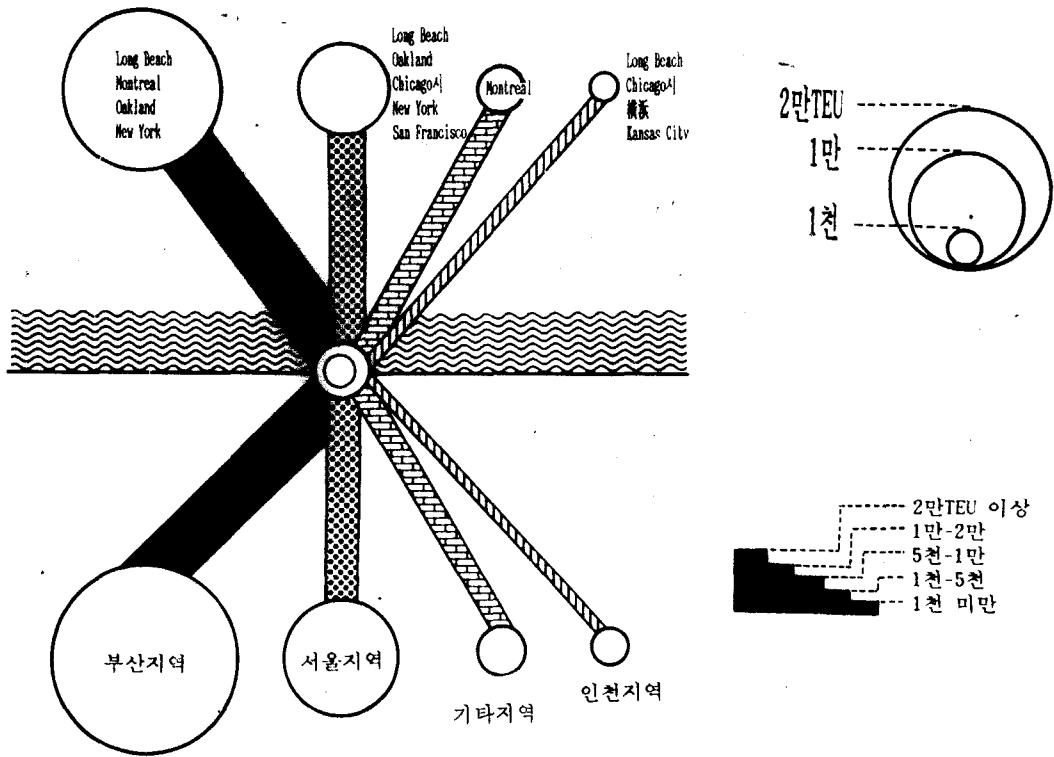 Long Beach
Montreal
Oakland
New York
Long Beach
Oakland
Chicago시
New York
San Francisco
Montreal
Long Beach
Chicago시
横浜
Kansas City
2만TEU
1만
1천
2만TEU 이상
1만-2만
5천-1만
1천-5천
1천 미만
부산지역
서울지역
기타지역
인천지역